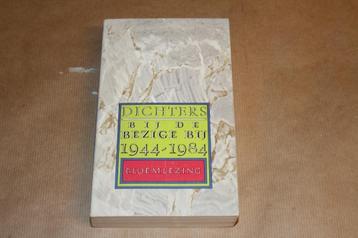 DICHTERS
BIJ DE
BEZIGE BIJ
1944-1984
BLOEMLEZING